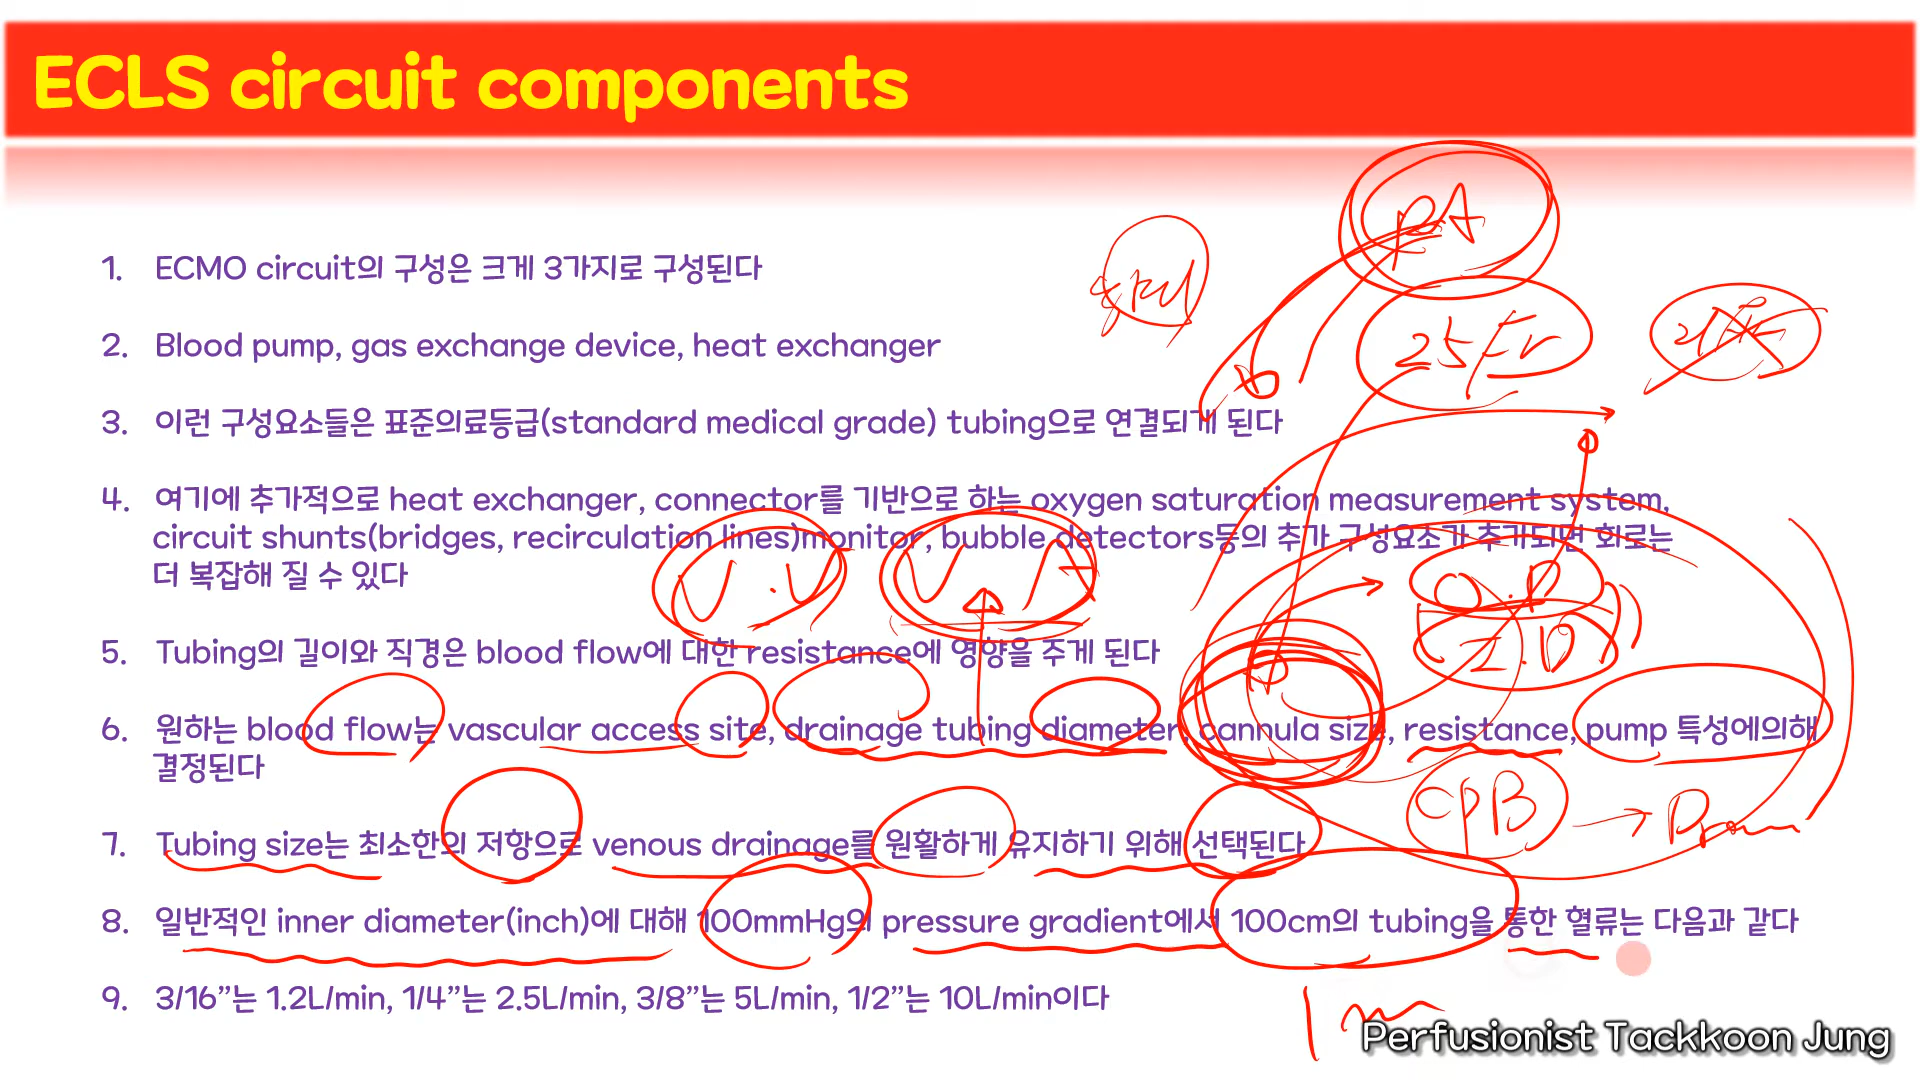 ECLS circuit components
1. ECMO circuit의 구성은 크게 3가지로 구성된다
2. Blood pump, gas exchange device, heat exchanger
3. 이런 구성요소들은 표준의료등급(standard medical grade) tubing으로 연결되게 된다
4. 여기에 추가적으로 heat exchanger, connector를 기반으로 하는 oxygen saturation measurement system,
circuit shunts(bridges, recirculation lines)monitor, bubble detectors등의 추가 구성요소가 추가되면 회로는
더 복잡해 질 수 있다
5. Tubing의 길이와 직경은 blood flow에 대한 resistance에 영향을 주게 된다
6. 원하는 blood flow는 vascular access site, drainage tubing diameter, cannula size, resistance, pump 특성에의해
결정된다
7. Tubing size는 최소한의 저항으로 venous drainage를 원활하게 유지하기 위해 선택된다
8. 일반적인 inner diameter(inch)에 대해 100mmHg의 pressure gradient에서 100cm의 tubing을 통한 혈류는 다음과 같다
9. 3/16”는 1.2L/min, 1/4”는 2.5L/min, 3/8”는 5L/min, 1/2”는 10L/min이다
PA
25Fr
V.V
V A
O.D
I.D
CPB
1m
Perfusionist Tackkoon Jung